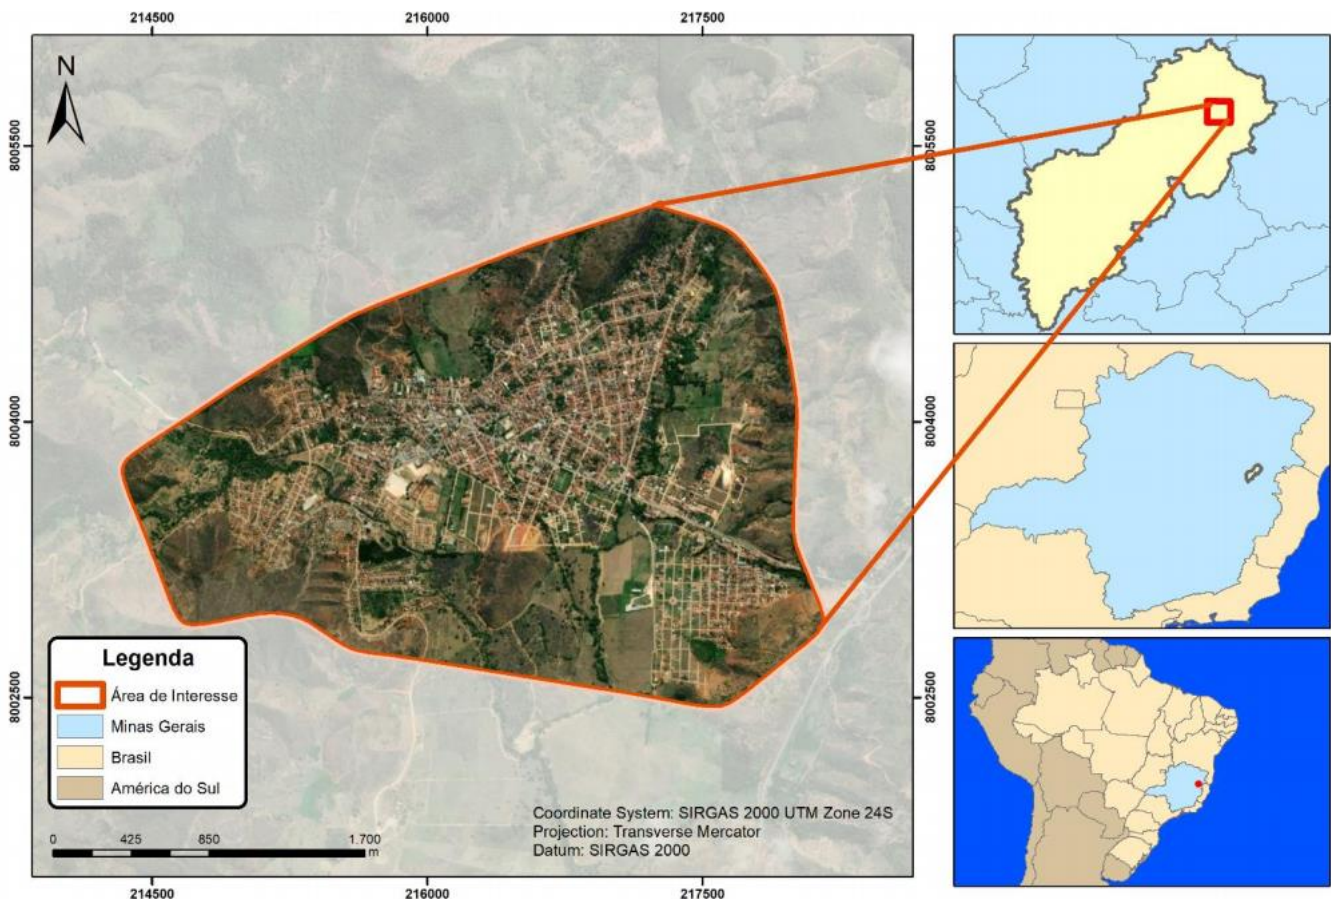 214500
216000
217500
N
8005500
8005500
8004000
8004000
8002500
8002500
Legenda
Área de Interesse
Minas Gerais
Brasil
América do Sul
0 425 850 1.700
m
Coordinate System: SIRGAS 2000 UTM Zone 24S
Projection: Transverse Mercator
Datum: SIRGAS 2000
214500
216000
217500